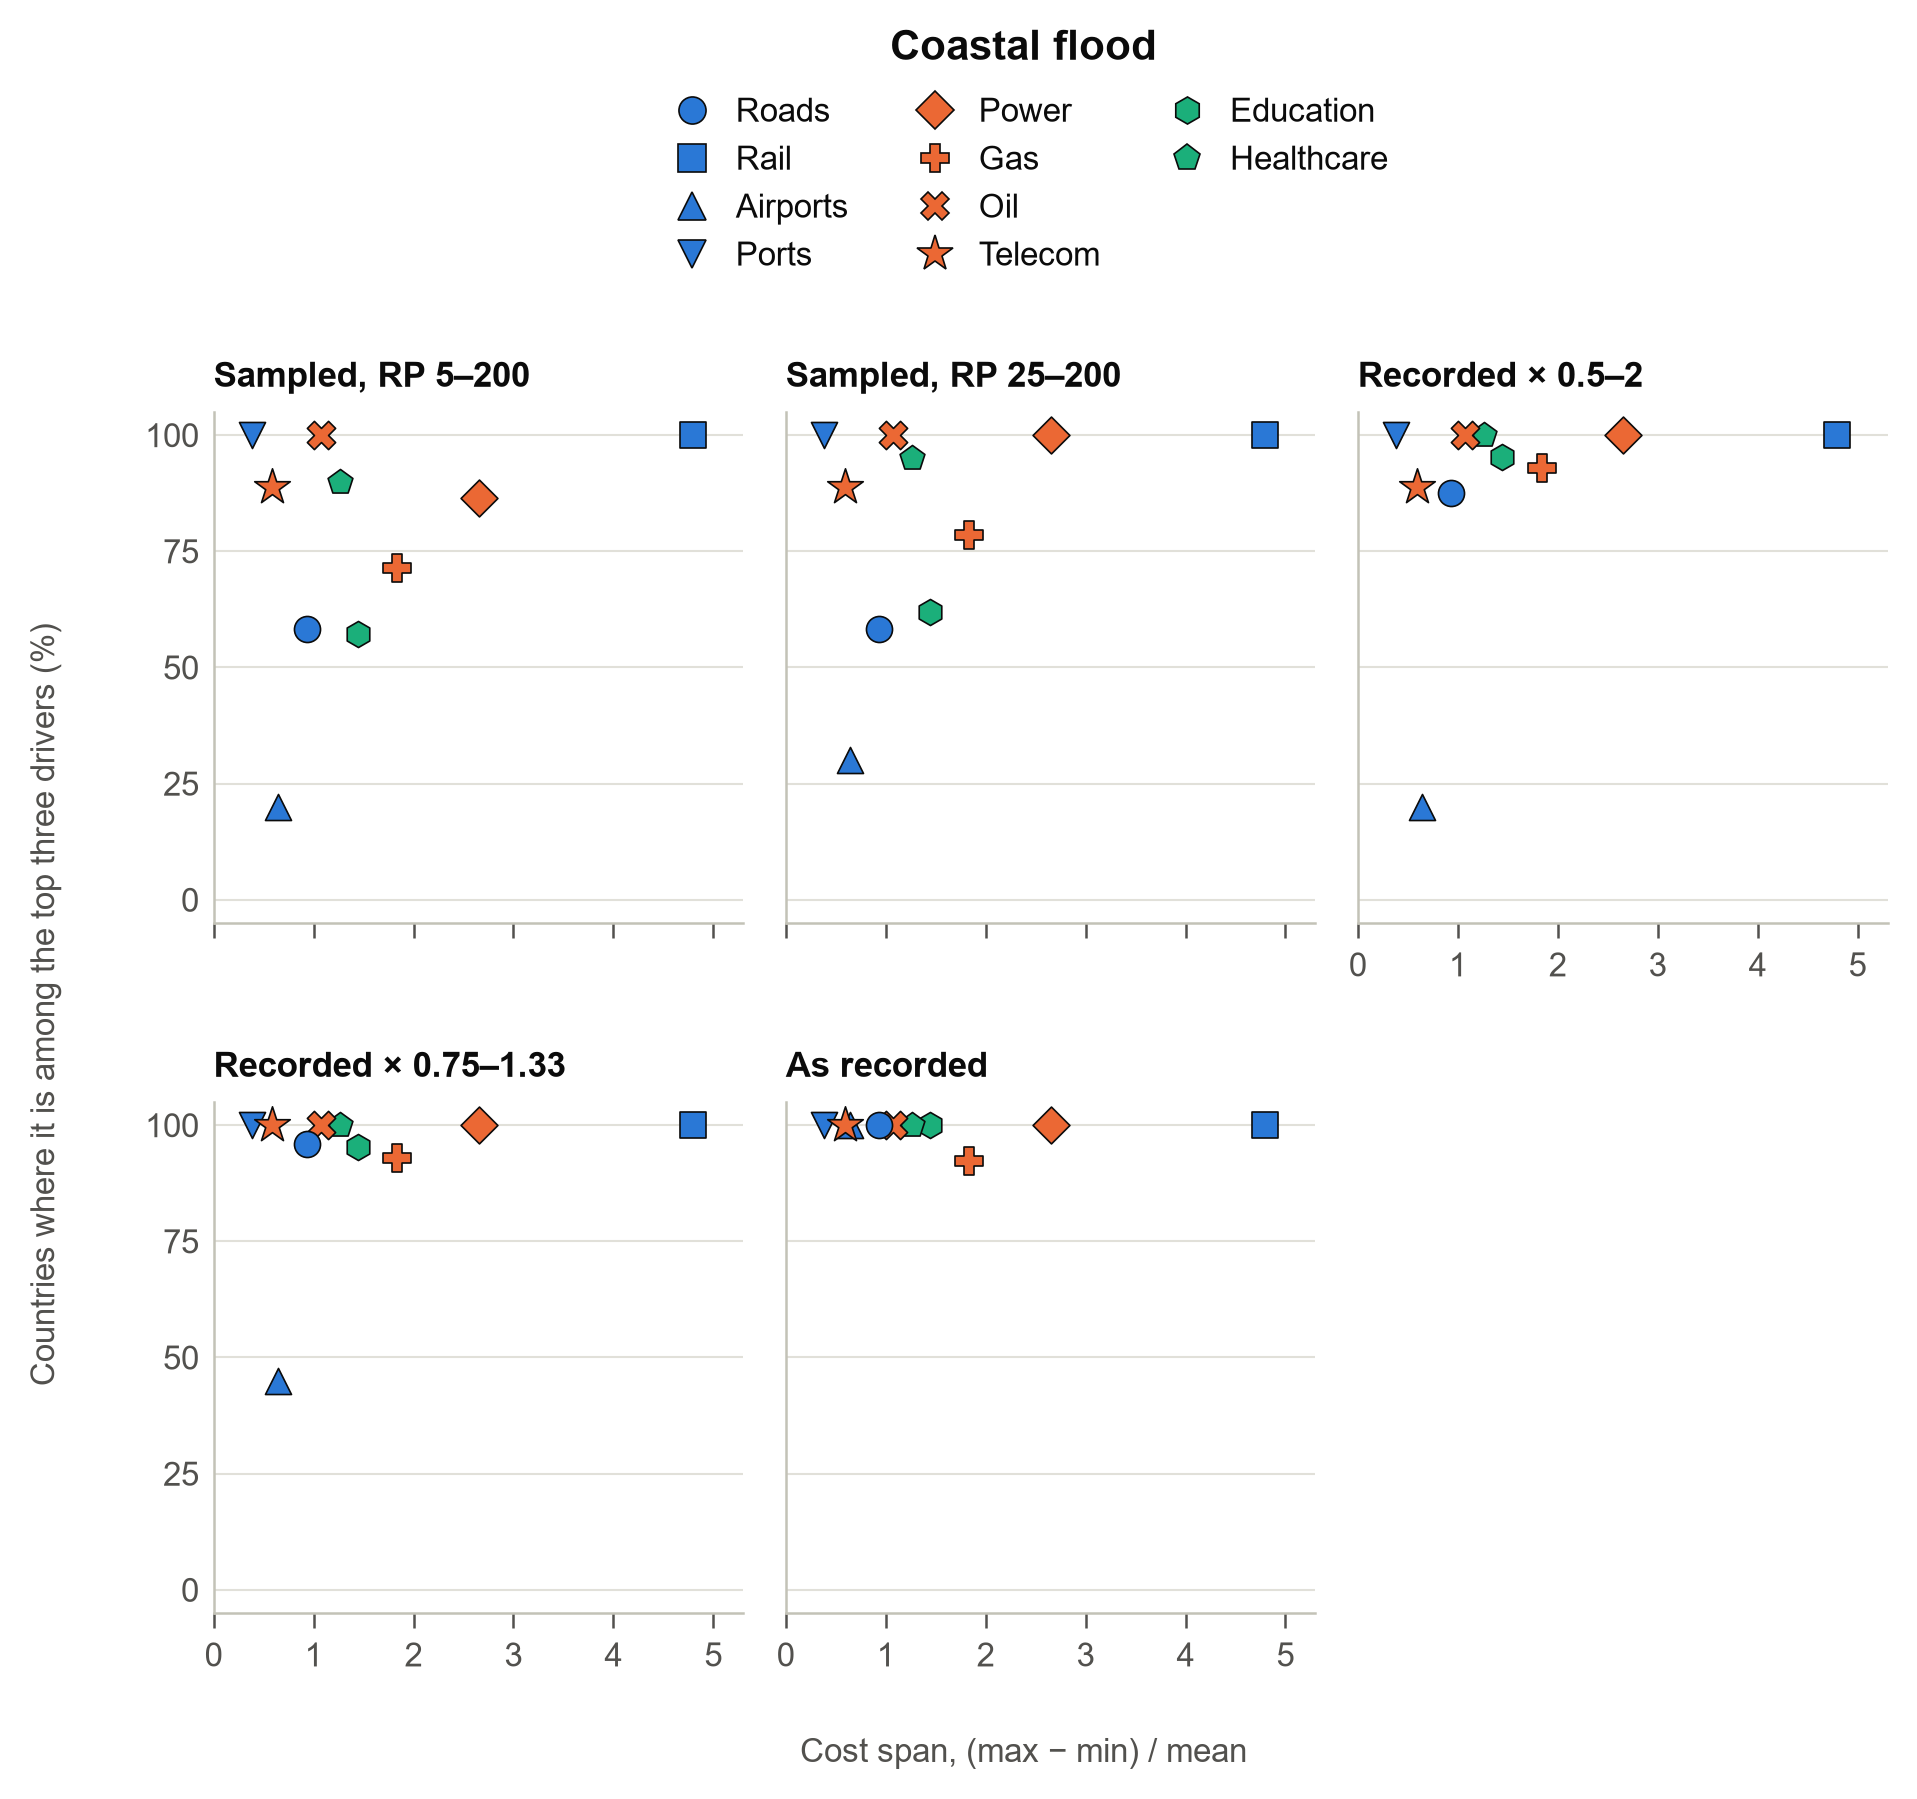 Coastal flood
Roads
Rail
Airports
Ports
Power
Gas
Oil
Telecom
Education
Healthcare
Countries where it is among the top three drivers (%)
Sampled, RP 5–200
100
75
50
25
0
Sampled, RP 25–200
Recorded × 0.5–2
0 1 2 3 4 5
Recorded × 0.75–1.33
100
75
50
25
0
0 1 2 3 4 5
As recorded
0 1 2 3 4 5
Cost span, (max − min) / mean